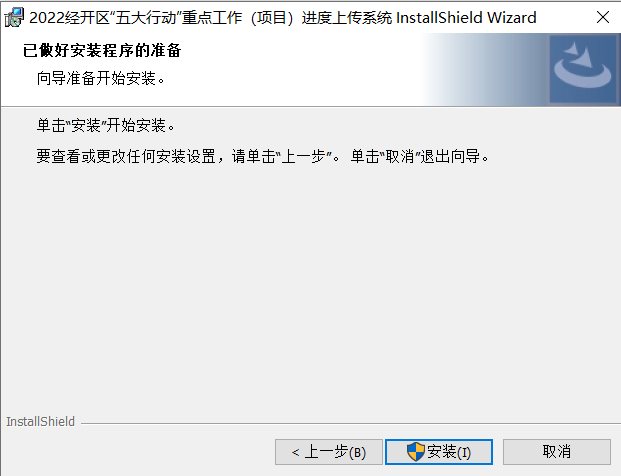 2022经开区“五大行动”重点工作（项目）进度上传系统 InstallShield Wizard
已做好安装程序的准备
向导准备开始安装。
单击“安装”开始安装。
要查看或更改任何安装设置，请单击“上一步”。 单击“取消”退出向导。
InstallShield
< 上一步(B) 安装(I) 取消